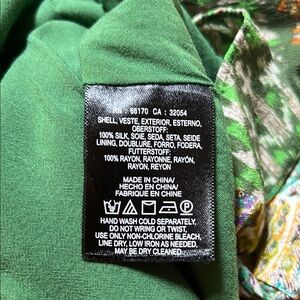 RN : 66170 CA : 32054
SHELL, VESTE, EXTERIOR, ESTERNO,
OBERSTOFF:
100% SILK, SOIE, SEDA, SETA, SEIDE
LINING, DOUBLURE, FORRO, FODERA,
FUTTERSTOFF:
100% RAYON, RAYONNE, RAYÓN,
RAYON, REYON
MADE IN CHINA/
HECHO EN CHINA/
FABRIQUE EN CHINE
HAND WASH COLD SEPARATELY,
DO NOT WRING OR TWIST,
USE ONLY NON-CHLORINE BLEACH,
LINE DRY, LOW IRON AS NEEDED.
MAY BE DRY CLEANED